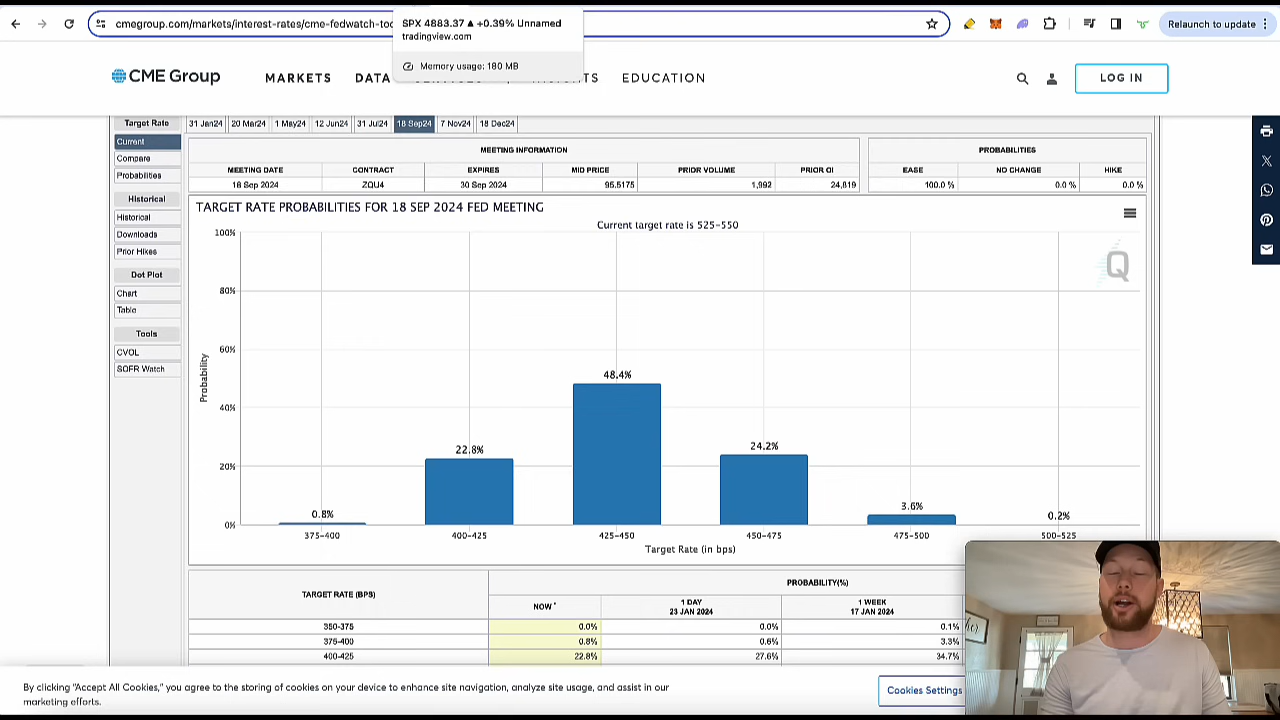 cmegroup.com/markets/interest-rates/cme-fedwatch-too
SPX 4883.37 ▲ +0.39% Unnamed
tradingview.com
Memory usage: 180 MB
Relaunch to update
CME Group
MARKETS
DATA
EDUCATION
LOG IN
Target Rate
31 Jan24
20 Mar24
1 May24
12 Jun24
31 Jul24
18 Sep24
7 Nov24
18 Dec24
Current
Compare
Probabilities
Historical
Historical
Downloads
Prior Hikes
Dot Plot
Chart
Table
Tools
CVOL
SOFR Watch
MEETING INFORMATION
PROBABILITIES
MEETING DATE
CONTRACT
EXPIRES
MID PRICE
PRIOR VOLUME
PRIOR OI
EASE
NO CHANGE
HIKE
18 Sep 2024
ZQU4
30 Sep 2024
95.5175
1,992
24,819
100.0 %
0.0 %
0.0 %
TARGET RATE PROBABILITIES FOR 18 SEP 2024 FED MEETING
Current target rate is 525-550
Q
Probability
100%
80%
60%
40%
20%
0%
0.8%
22.8%
48.4%
24.2%
3.6%
0.2%
375-400
400-425
425-450
450-475
475-500
500-525
Target Rate (in bps)
TARGET RATE (BPS)
PROBABILITY(%)
NOW *
1 DAY
23 JAN 2024
1 WEEK
17 JAN 2024
350-375
0.0%
0.0%
0.1%
375-400
0.8%
0.6%
3.3%
400-425
22.8%
27.6%
34.7%
By clicking "Accept All Cookies," you agree to the storing of cookies on your device to enhance site navigation, analyze site usage, and assist in our
marketing efforts.
Cookies Settings